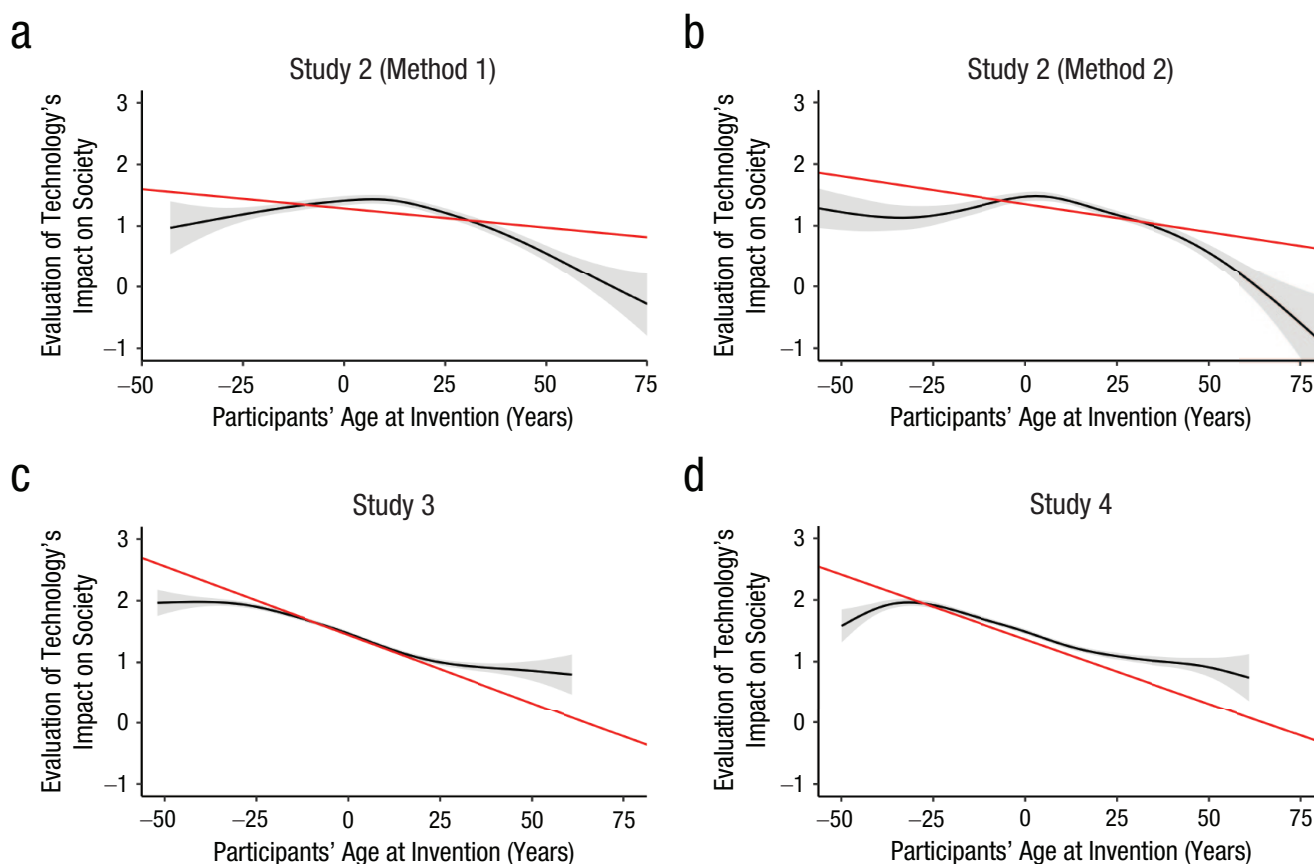 a
Study 2 (Method 1)
Evaluation of Technology's
Impact on Society
3
2
1
0
–1
–50
–25
0
25
50
75
Participants' Age at Invention (Years)
b
Study 2 (Method 2)
Evaluation of Technology's
Impact on Society
3
2
1
0
–1
–50
–25
0
25
50
75
Participants' Age at Invention (Years)
c
Study 3
Evaluation of Technology's
Impact on Society
3
2
1
0
–1
–50
–25
0
25
50
75
Participants' Age at Invention (Years)
d
Study 4
Evaluation of Technology's
Impact on Society
3
2
1
0
–1
–50
–25
0
25
50
75
Participants' Age at Invention (Years)